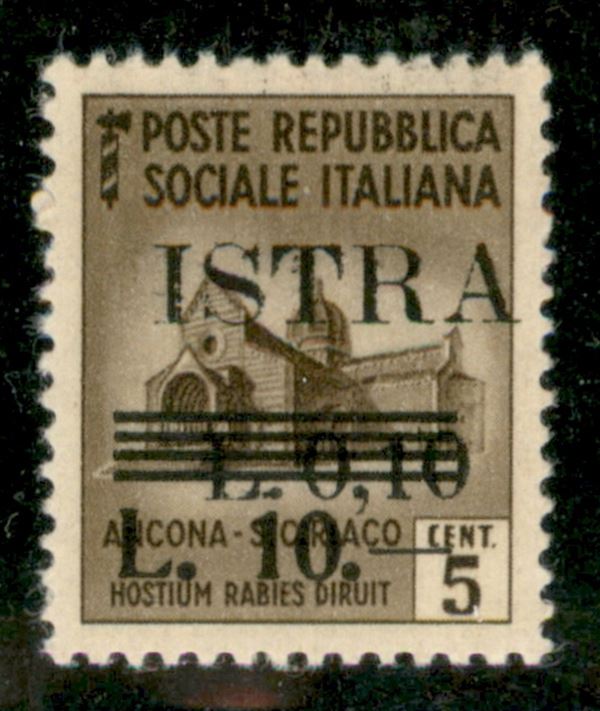 POSTE REPUBBLICA
SOCIALE ITALIANA
ISTRA
L. 0,10
ANCONA - S. CIRIACO
L. 10.—
HOSTIUM RABIES DIRUIT
CENT.
5